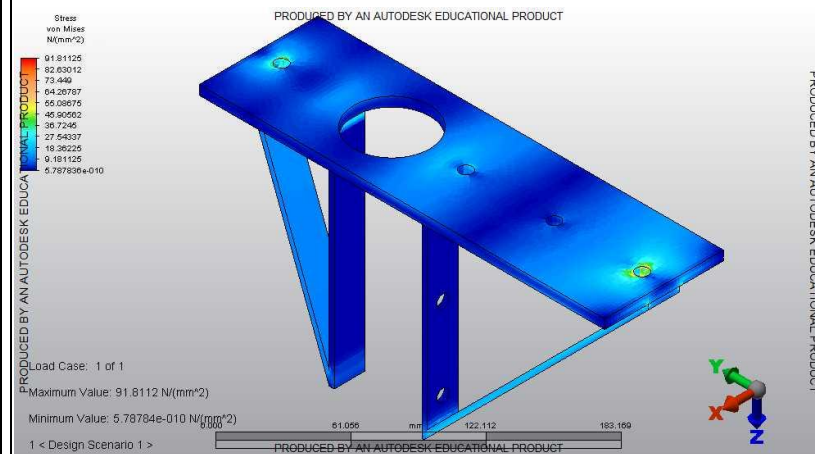 PRODUCED BY AN AUTODESK EDUCATIONAL PRODUCT
Stress
von Mises
N/(mm^2)
91.81125
82.63012
73.449
64.26787
55.08675
45.90562
36.7245
27.54337
18.36225
9.181125
5.787836e-010
PRODUCED BY AN AUTODESK EDUCATIONAL PRODUCT
PRODUCED BY AN AUTODESK EDUCATIONAL PRODUCT
Load Case: 1 of 1
Maximum Value: 91.8112 N/(mm^2)
Minimum Value: 5.78784e-010 N/(mm^2)
1 < Design Scenario 1 >
0.000 61.056 mm 122.112 183.169
PRODUCED BY AN AUTODESK EDUCATIONAL PRODUCT
Y
X
Z